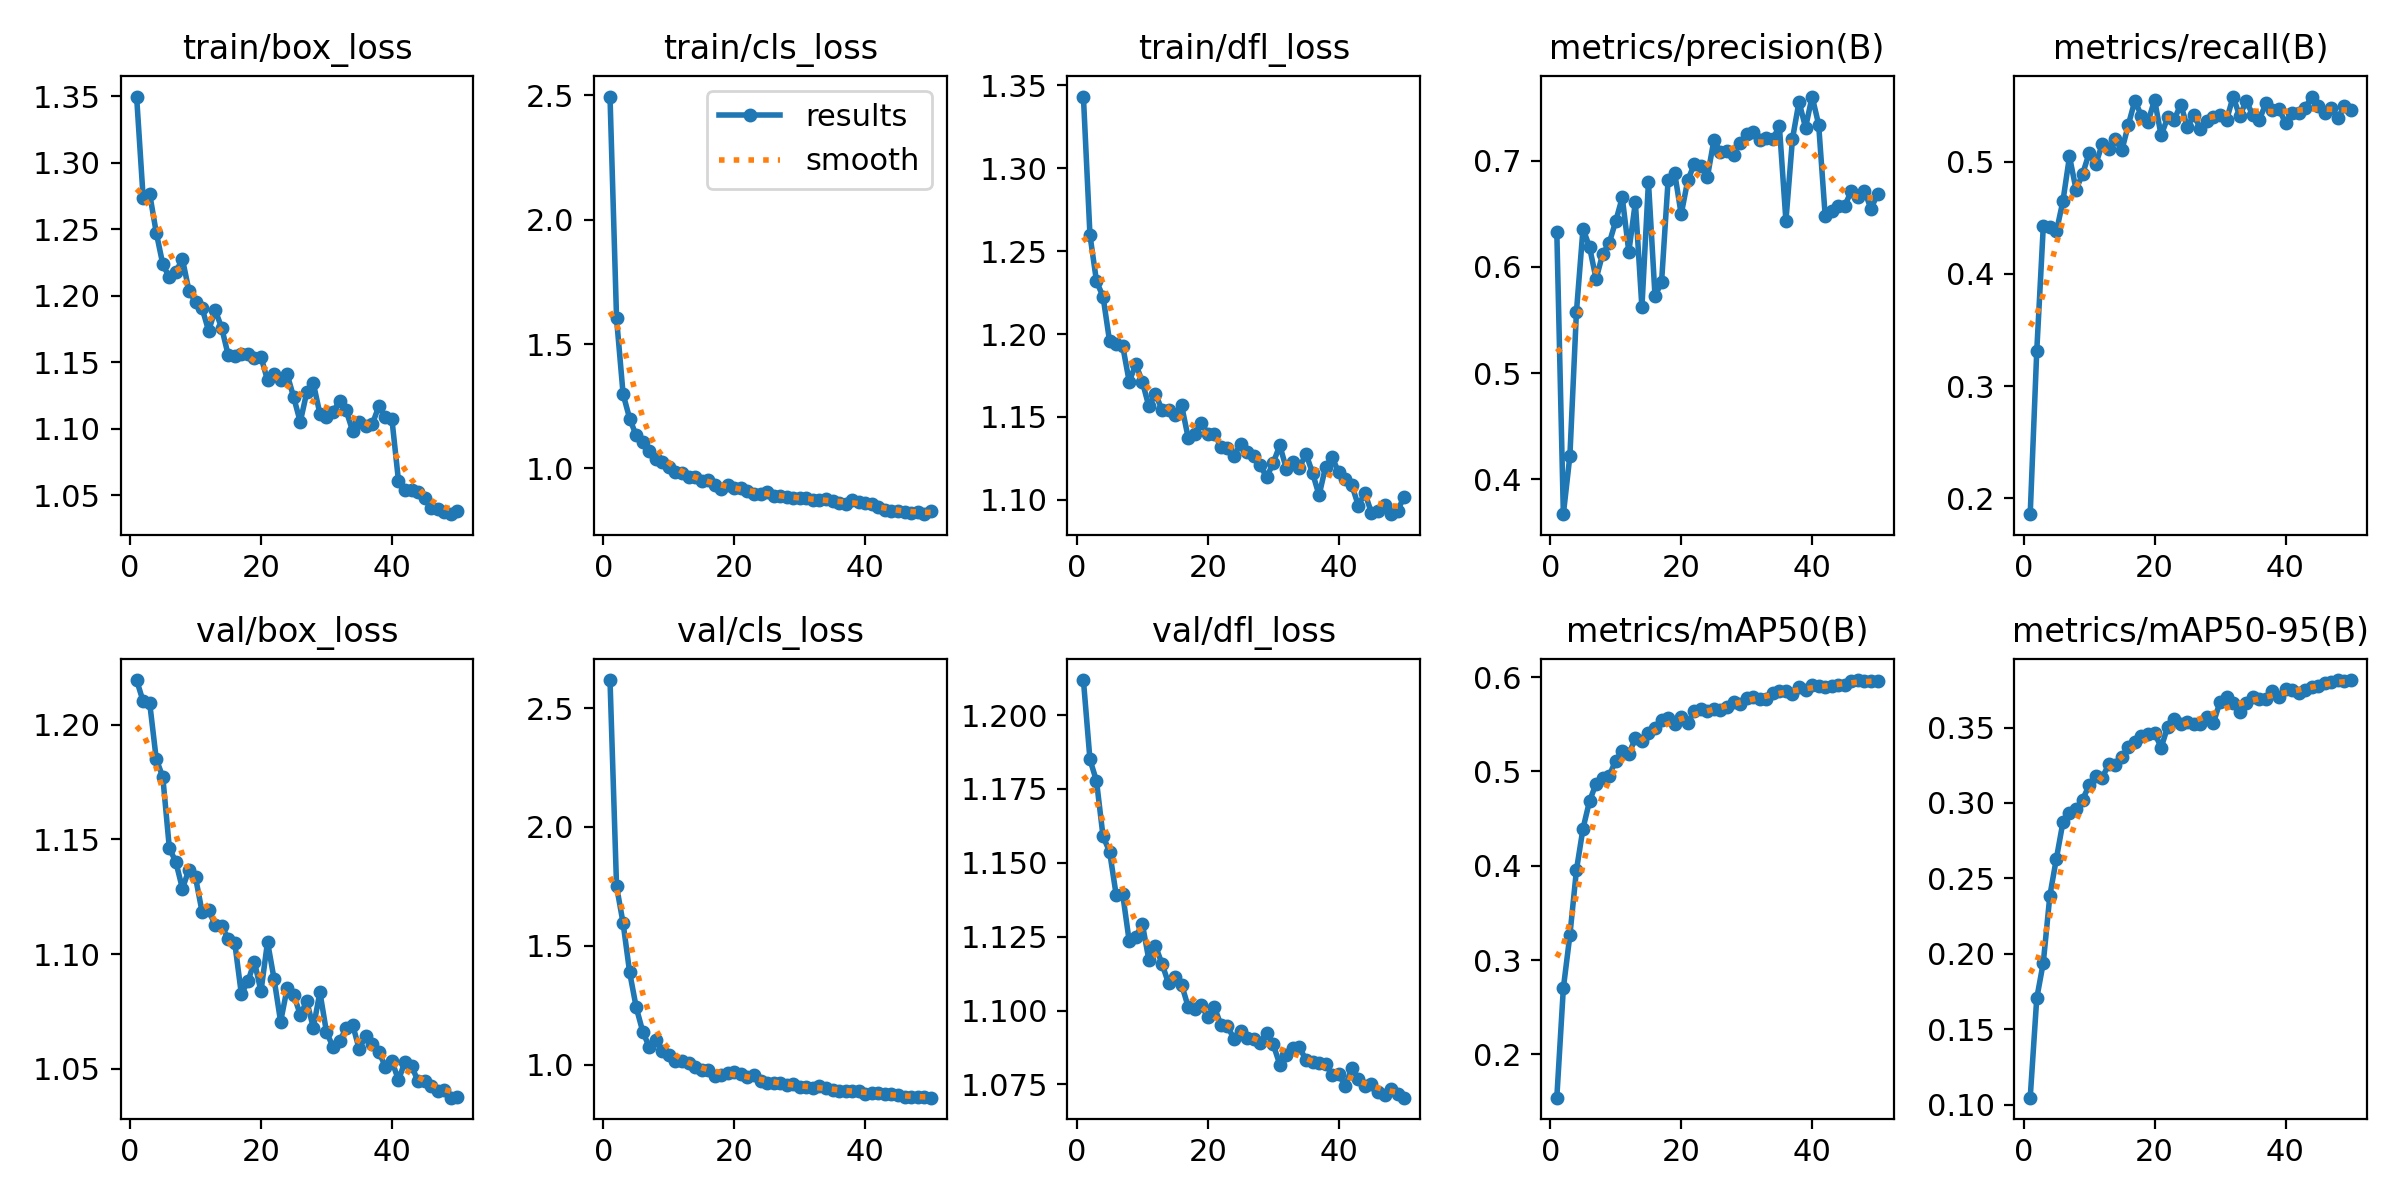 train/box_loss
1.35
1.30
1.25
1.20
1.15
1.10
1.05
0 20 40
train/cls_loss
results
smooth
2.5
2.0
1.5
1.0
0 20 40
train/dfl_loss
1.35
1.30
1.25
1.20
1.15
1.10
0 20 40
metrics/precision(B)
0.7
0.6
0.5
0.4
0 20 40
metrics/recall(B)
0.5
0.4
0.3
0.2
0 20 40
val/box_loss
1.20
1.15
1.10
1.05
0 20 40
val/cls_loss
2.5
2.0
1.5
1.0
0 20 40
val/dfl_loss
1.200
1.175
1.150
1.125
1.100
1.075
0 20 40
metrics/mAP50(B)
0.6
0.5
0.4
0.3
0.2
0 20 40
metrics/mAP50-95(B)
0.35
0.30
0.25
0.20
0.15
0.10
0 20 40